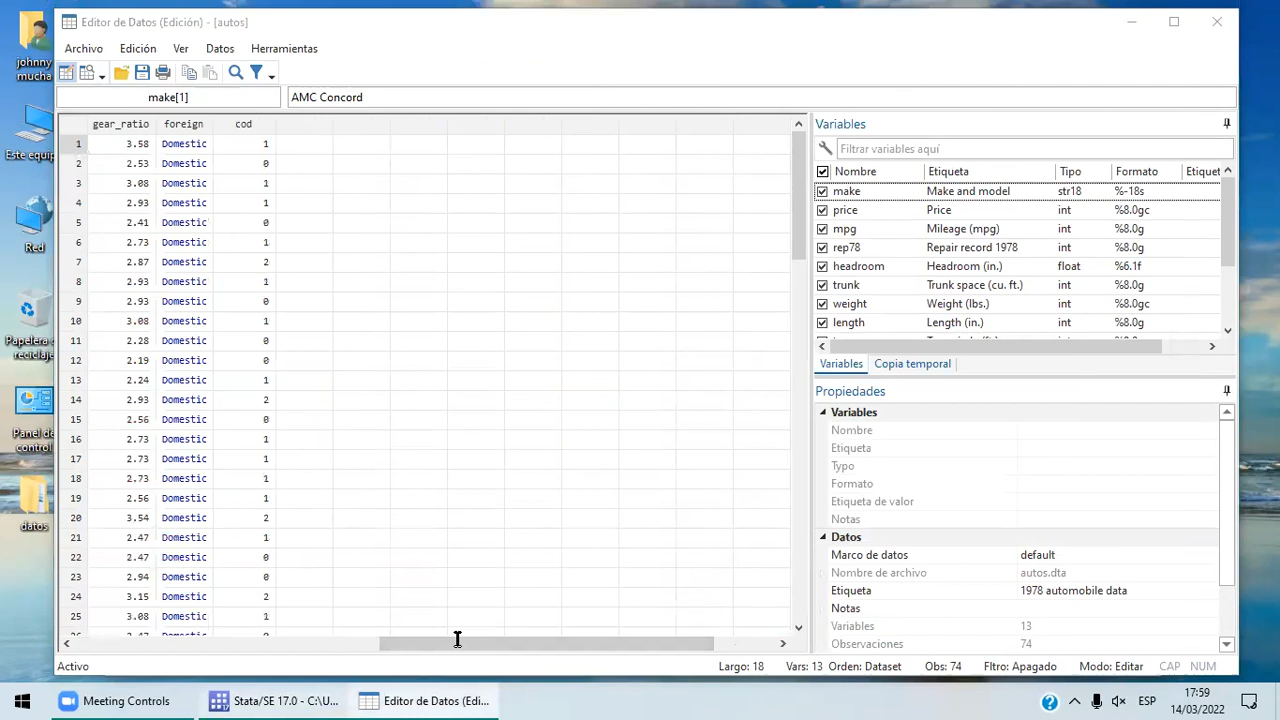 Editor de Datos (Edición) - [autos]
Archivo Edición Ver Datos Herramientas
make[1] AMC Concord
gear_ratio foreign cod
1 3.58 Domestic 1
2 2.53 Domestic 0
3 3.08 Domestic 1
4 2.93 Domestic 1
5 2.41 Domestic 0
6 2.73 Domestic 1
7 2.87 Domestic 2
8 2.93 Domestic 1
9 2.93 Domestic 0
10 3.08 Domestic 1
11 2.28 Domestic 0
12 2.19 Domestic 0
13 2.24 Domestic 1
14 2.93 Domestic 2
15 2.56 Domestic 0
16 2.73 Domestic 1
17 2.73 Domestic 1
18 2.73 Domestic 1
19 2.56 Domestic 1
20 3.54 Domestic 2
21 2.47 Domestic 1
22 2.47 Domestic 0
23 2.94 Domestic 0
24 3.15 Domestic 2
25 3.08 Domestic 1
Variables
Filtrar variables aquí
Nombre Etiqueta Tipo Formato Etiquet
make Make and model str18 %-18s
price Price int %8.0gc
mpg Mileage (mpg) int %8.0g
rep78 Repair record 1978 int %8.0g
headroom Headroom (in.) float %6.1f
trunk Trunk space (cu. ft.) int %8.0g
weight Weight (lbs.) int %8.0gc
length Length (in.) int %8.0g
Variables Copia temporal
Propiedades
Variables
Nombre
Etiqueta
Typo
Formato
Etiqueta de valor
Notas
Datos
Marco de datos default
Nombre de archivo autos.dta
Etiqueta 1978 automobile data
Notas
Variables 13
Observaciones 74
Activo Largo: 18 Vars: 13 Orden: Dataset Obs: 74 Fltro: Apagado Modo: Editar CAP NUM
johnny
mucha
Este equip
Red
Papelera
reciclaj
Panel de
control
datos
Meeting Controls Stata/SE 17.0 - C:\U... Editor de Datos (Edi... ESP 17:59
14/03/2022